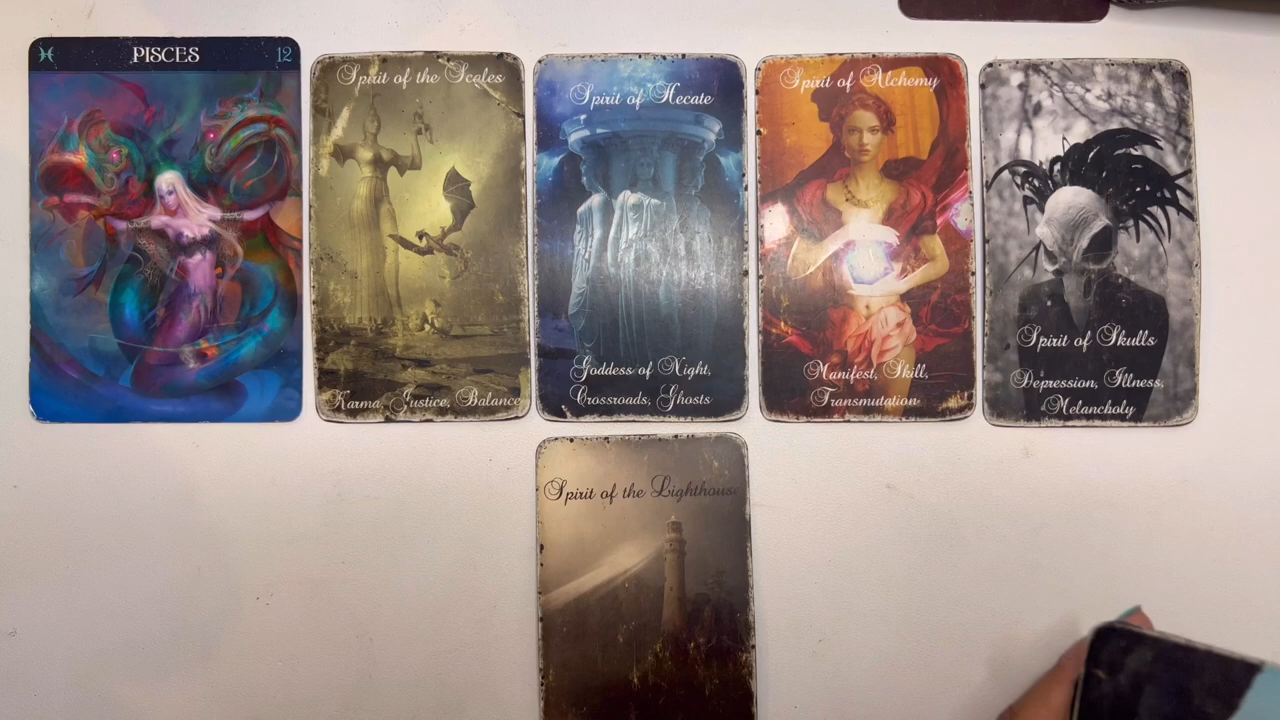 ♓ PISCES 12
Spirit of the Scales
Karma, Justice, Balance
Spirit of Hecate
Goddess of Night,
Crossroads, Ghosts
Spirit of Alchemy
Manifest, Skill,
Transmutation
Spirit of Skulls
Depression, Illness,
Melancholy
Spirit of the Lighthouse